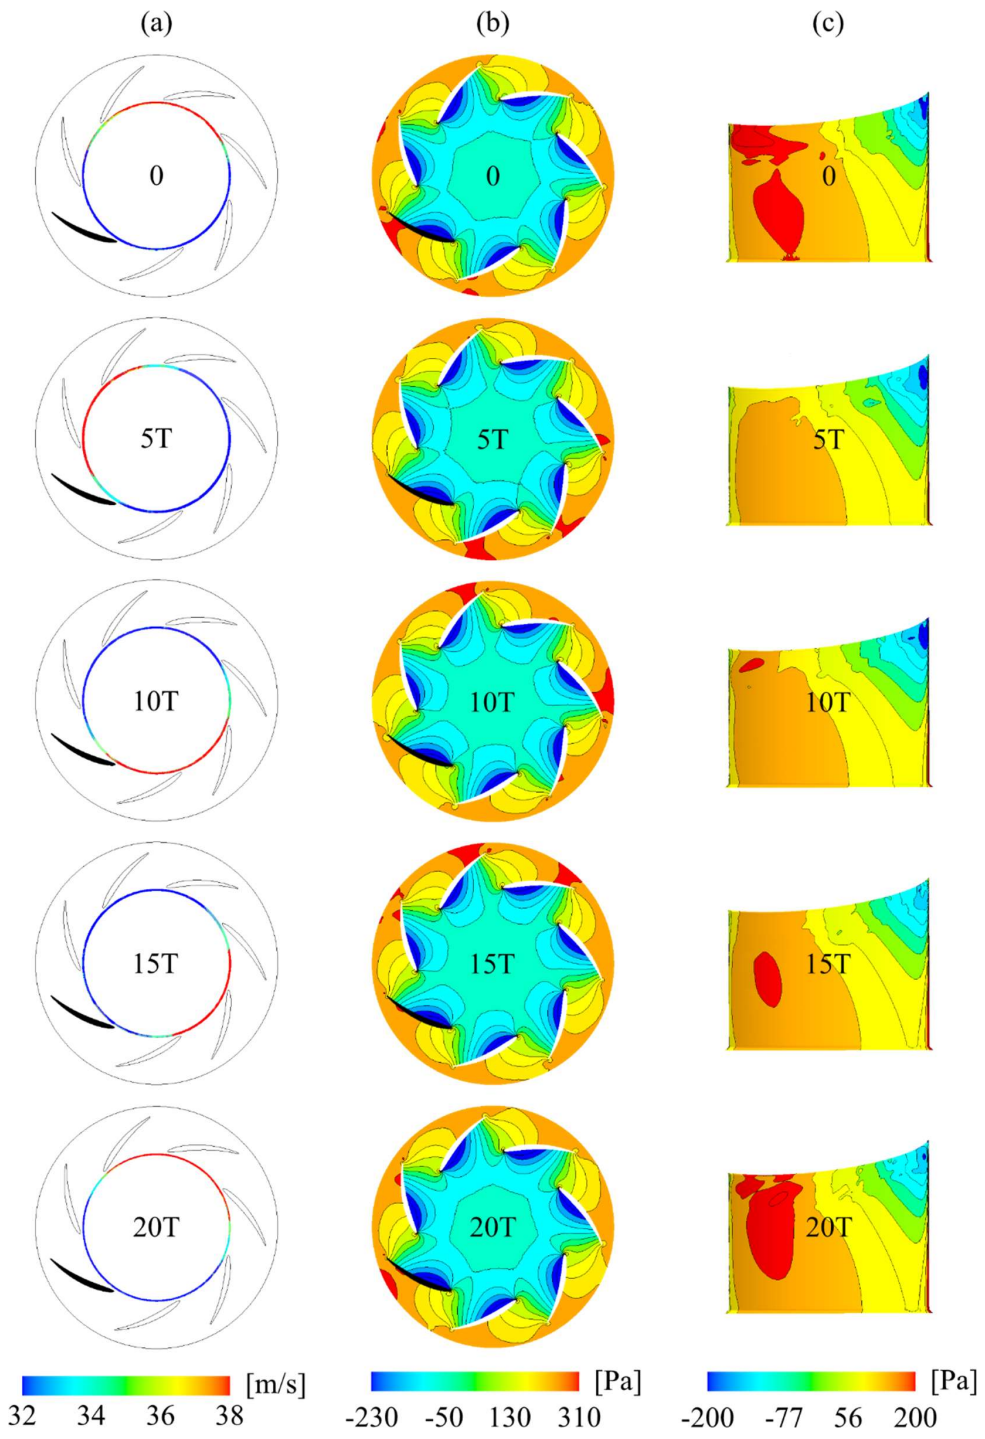 (a) (b) (c)
0 0 0
5T 5T 5T
10T 10T 10T
15T 15T 15T
20T 20T 20T
[m/s] [Pa] [Pa]
32 34 36 38 -230 -50 130 310 -200 -77 56 200